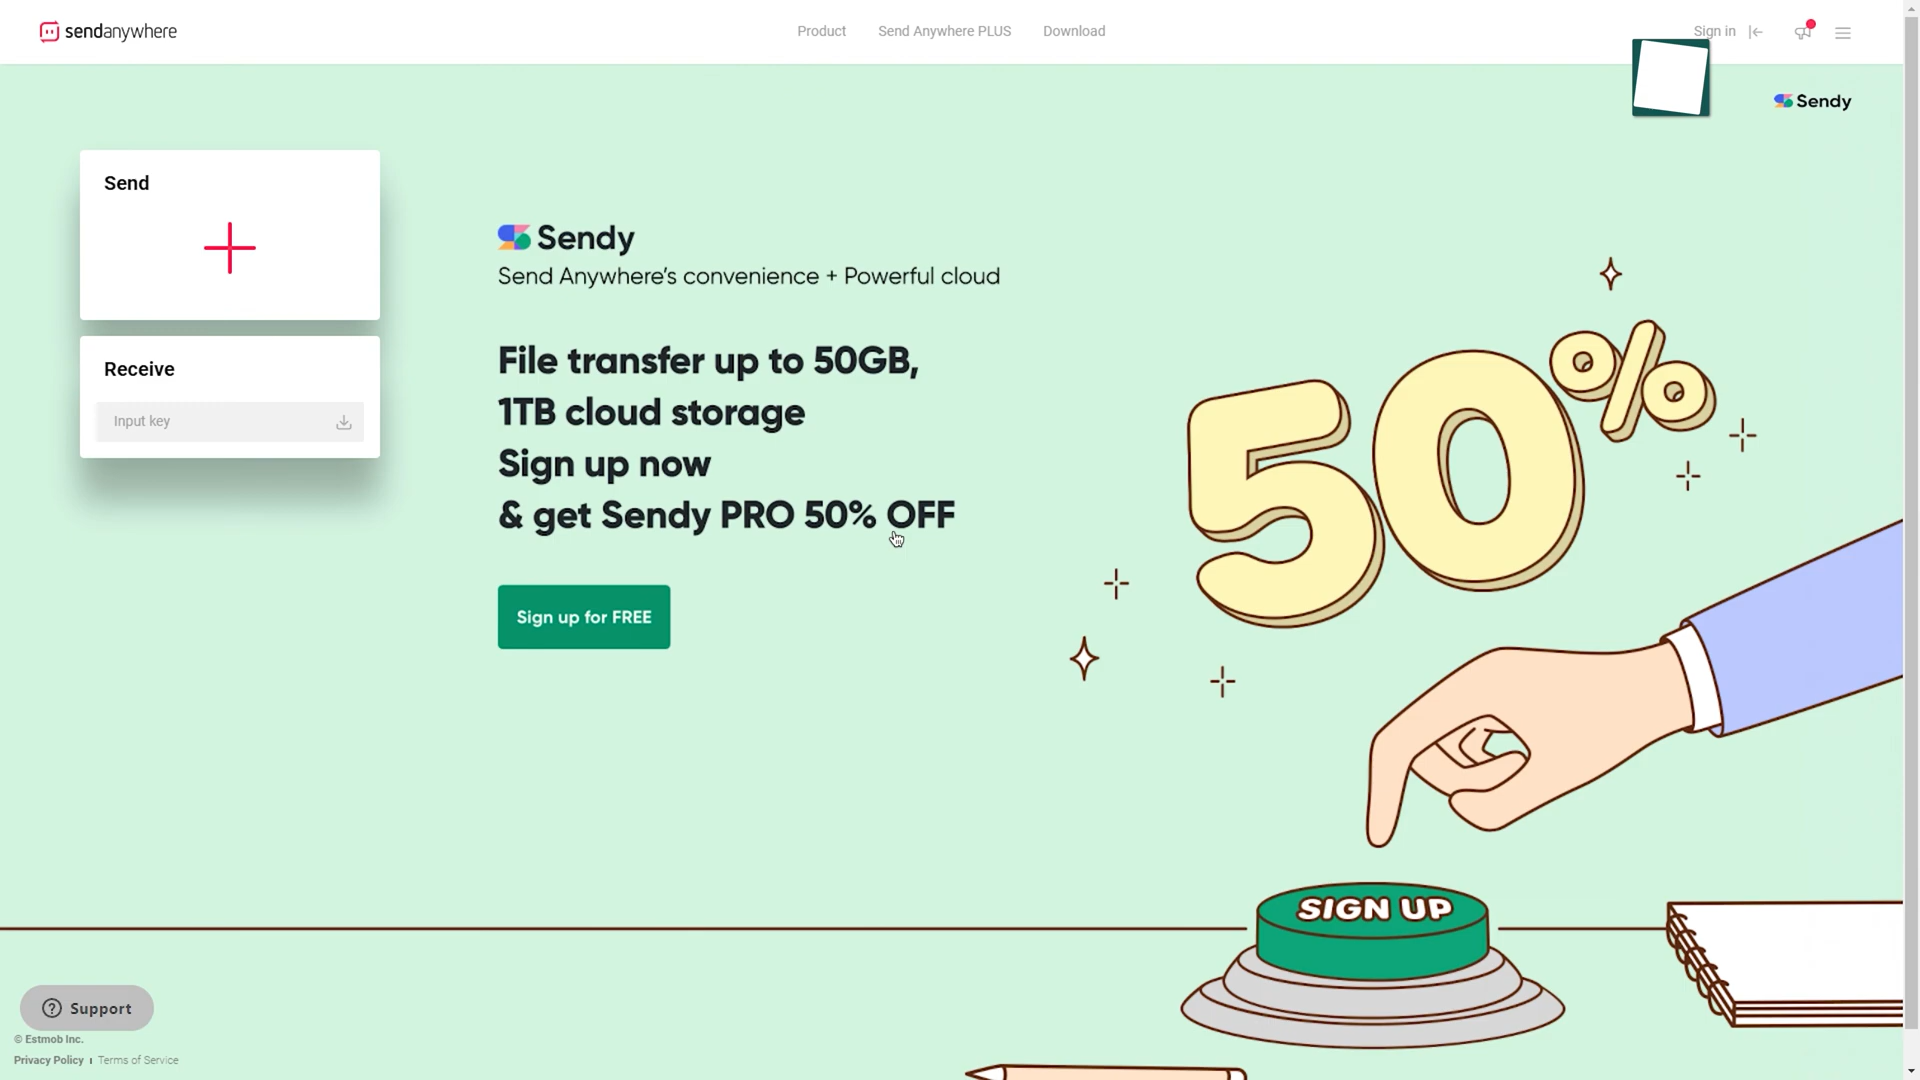 sendanywhere
Product
Send Anywhere PLUS
Download
Sign in
Sendy
Send
Receive
Input key
Sendy
Send Anywhere's convenience + Powerful cloud
File transfer up to 50GB,
1TB cloud storage
Sign up now
& get Sendy PRO 50% OFF
Sign up for FREE
50%
SIGN UP
Support
© Estmob Inc.
Privacy Policy
Terms of Service